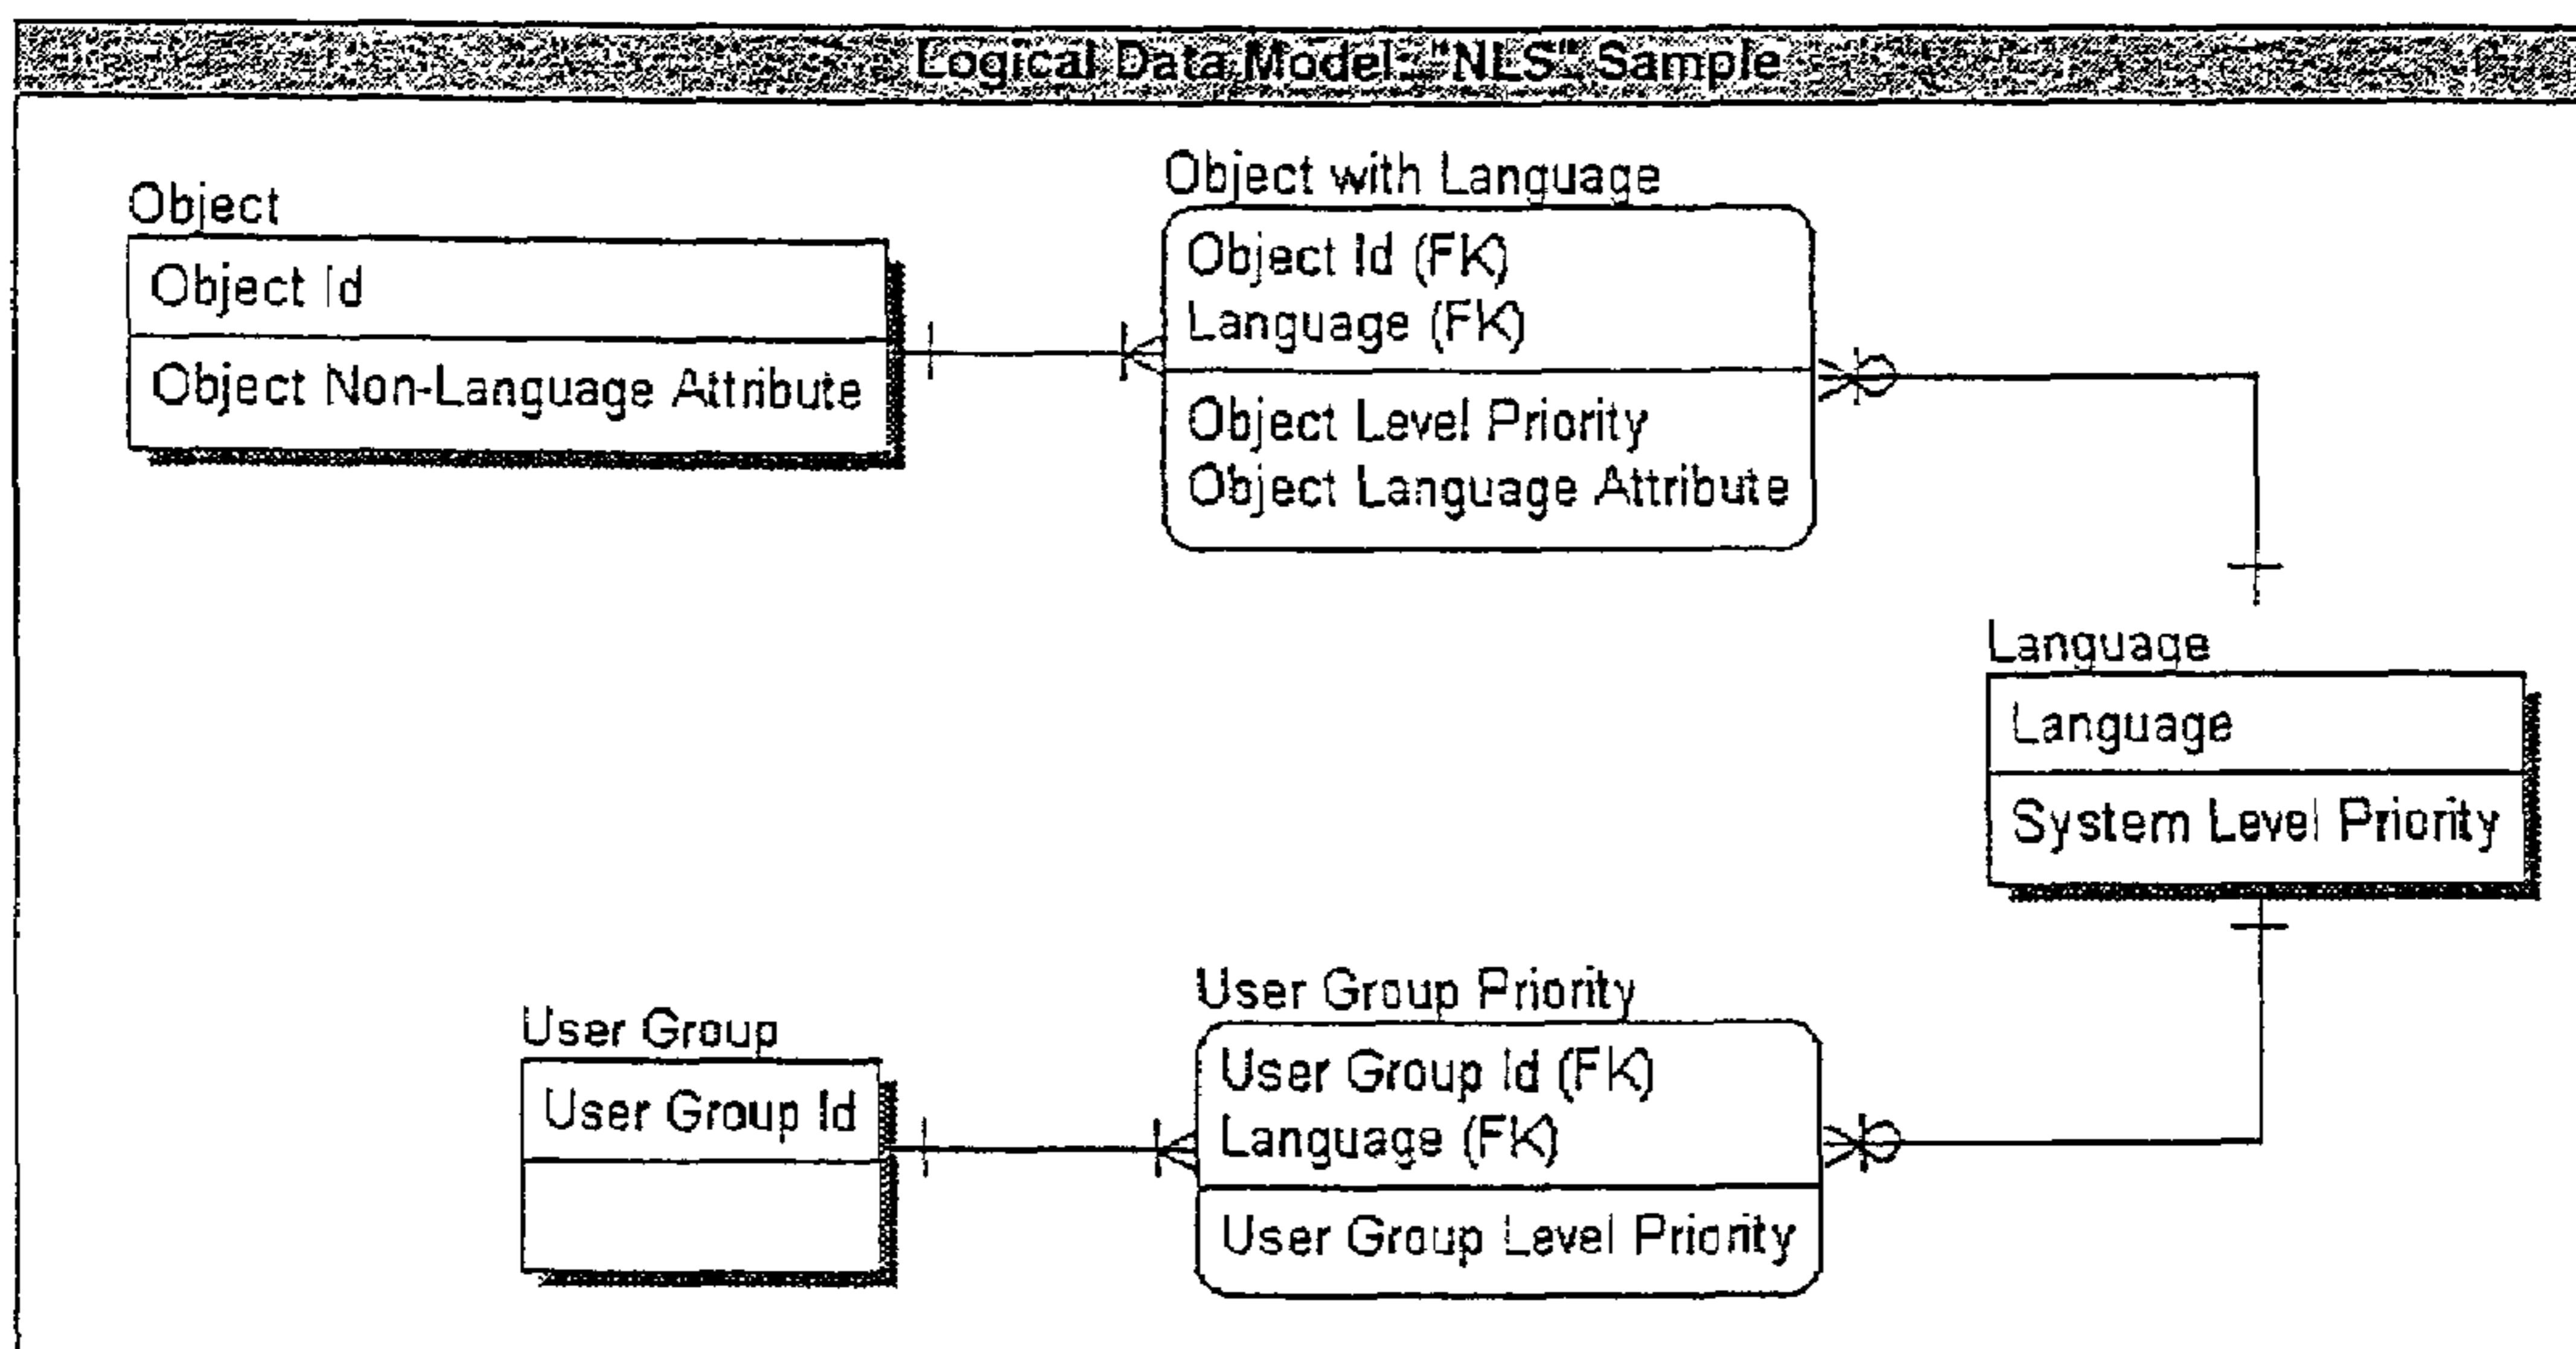 Logical Data Model: "NLS" Sample
Object
Object Id
Object Non-Language Attribute
Object with Language
Object Id (FK)
Language (FK)
Object Level Priority
Object Language Attribute
Language
Language
System Level Priority
User Group
User Group Id
User Group Priority
User Group Id (FK)
Language (FK)
User Group Level Priority